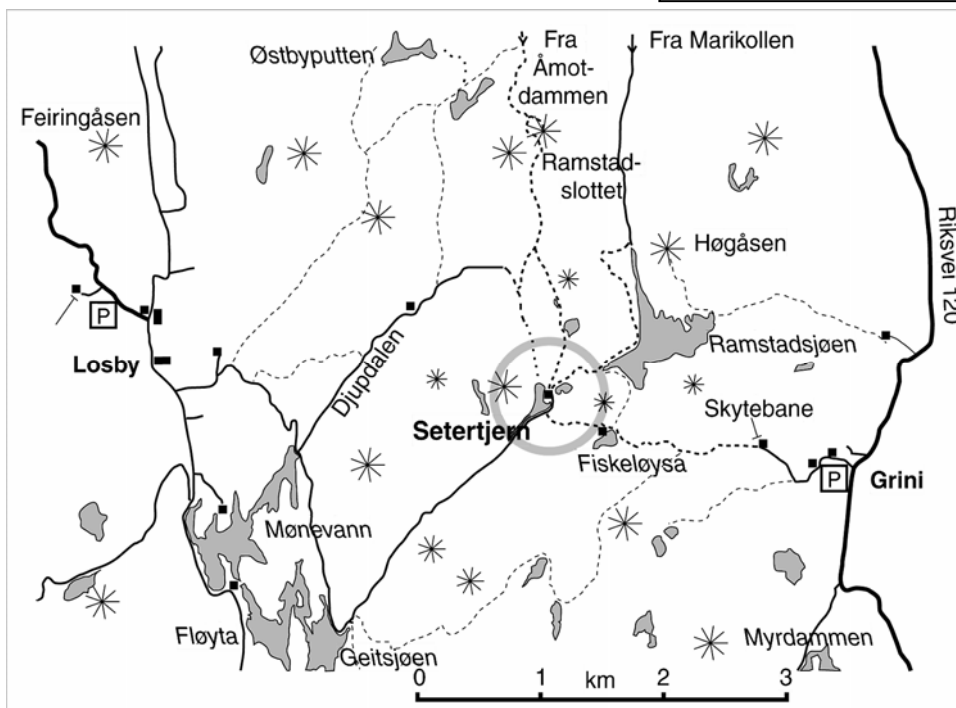 Østbyputten
Fra
Åmot-
dammen
Fra Marikollen
Feiringåsen
Ramstad-
slottet
Høgåsen
Riksvei 120
P
Losby
Djupdalen
Ramstadsjøen
Setertjern
Skytebane
Fiskeløysa
P
Grini
Mønevann
Fløyta
Geitsjøen
Myrdammen
0 1 km 2 3